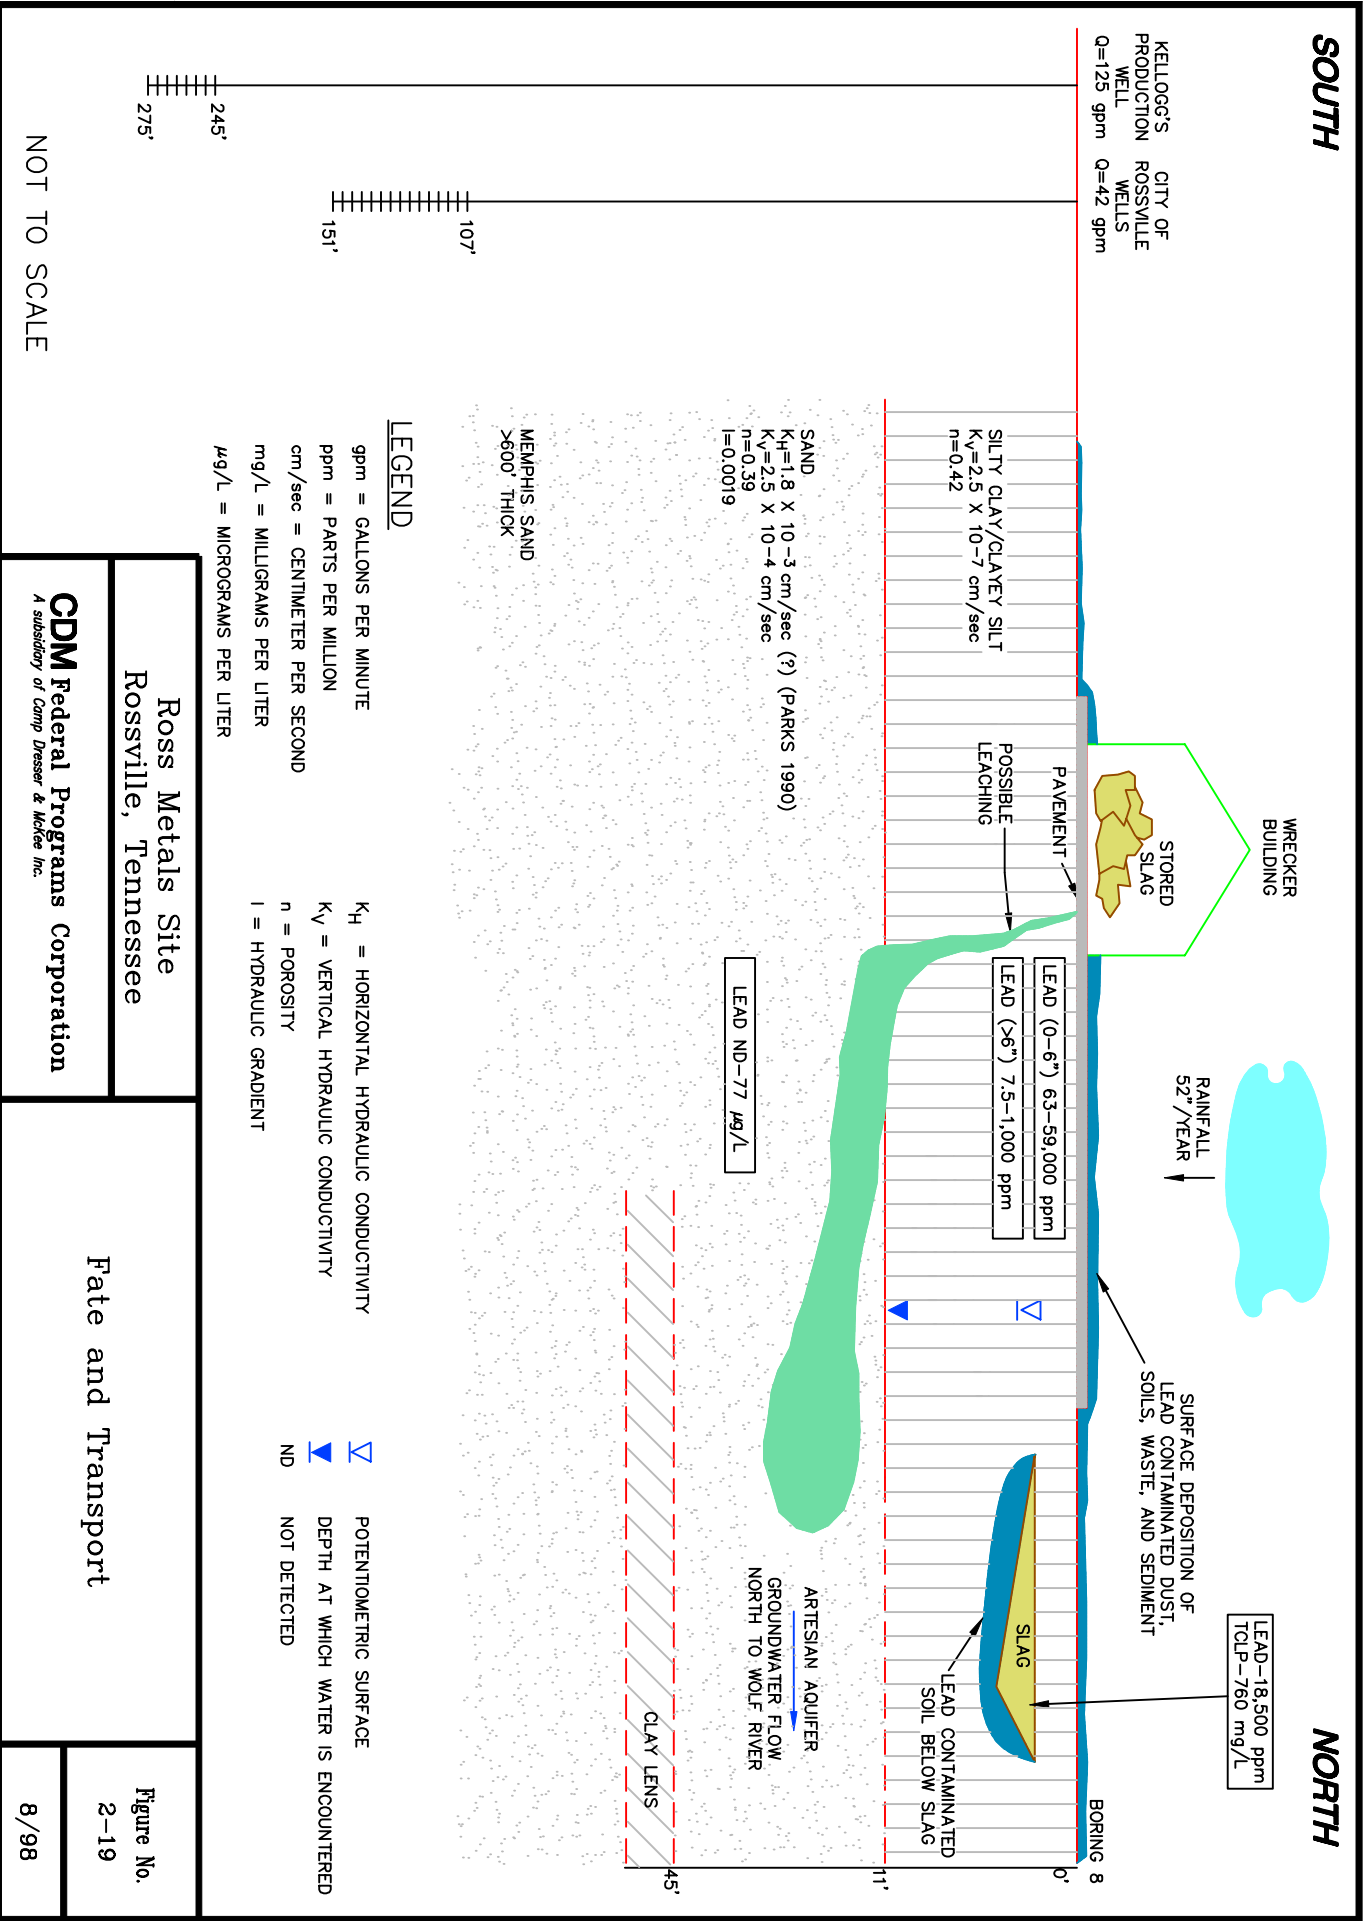 SOUTH
NORTH
KELLOGG'S
PRODUCTION
WELL
Q=125 gpm
CITY OF
ROSSVILLE
WELLS
Q=42 gpm
WRECKER
BUILDING
STORED
SLAG
PAVEMENT
POSSIBLE
LEACHING
RAINFALL
52"/YEAR
SURFACE DEPOSITION OF
LEAD CONTAMINATED DUST,
SOILS, WASTE, AND SEDIMENT
LEAD-18,500 ppm
TCLP-760 mg/L
BORING 8
0'
11'
45'
SILTY CLAY/CLAYEY SILT
KV=2.5 X 10-7 cm/sec
n=0.42
LEAD (0-6") 63-59,000 ppm
LEAD (>6") 7.5-1,000 ppm
SLAG
LEAD CONTAMINATED
SOIL BELOW SLAG
SAND
KH=1.8 X 10-3 cm/sec (?) (PARKS 1990)
KV=2.5 X 10-4 cm/sec
n=0.39
I=0.0019
LEAD ND-77 µg/L
ARTESIAN AQUIFER
GROUNDWATER FLOW
NORTH TO WOLF RIVER
CLAY LENS
MEMPHIS SAND
>600' THICK
107'
151'
245'
275'
LEGEND
gpm = GALLONS PER MINUTE
ppm = PARTS PER MILLION
cm/sec = CENTIMETER PER SECOND
mg/L = MILLIGRAMS PER LITER
µg/L = MICROGRAMS PER LITER
KH = HORIZONTAL HYDRAULIC CONDUCTIVITY
KV = VERTICAL HYDRAULIC CONDUCTIVITY
n = POROSITY
I = HYDRAULIC GRADIENT
POTENTIOMETRIC SURFACE
DEPTH AT WHICH WATER IS ENCOUNTERED
ND NOT DETECTED
NOT TO SCALE
Ross Metals Site
Rossville, Tennessee
CDM Federal Programs Corporation
A subsidiary of Camp Dresser & McKee Inc.
Fate and Transport
Figure No.
2-19
8/98